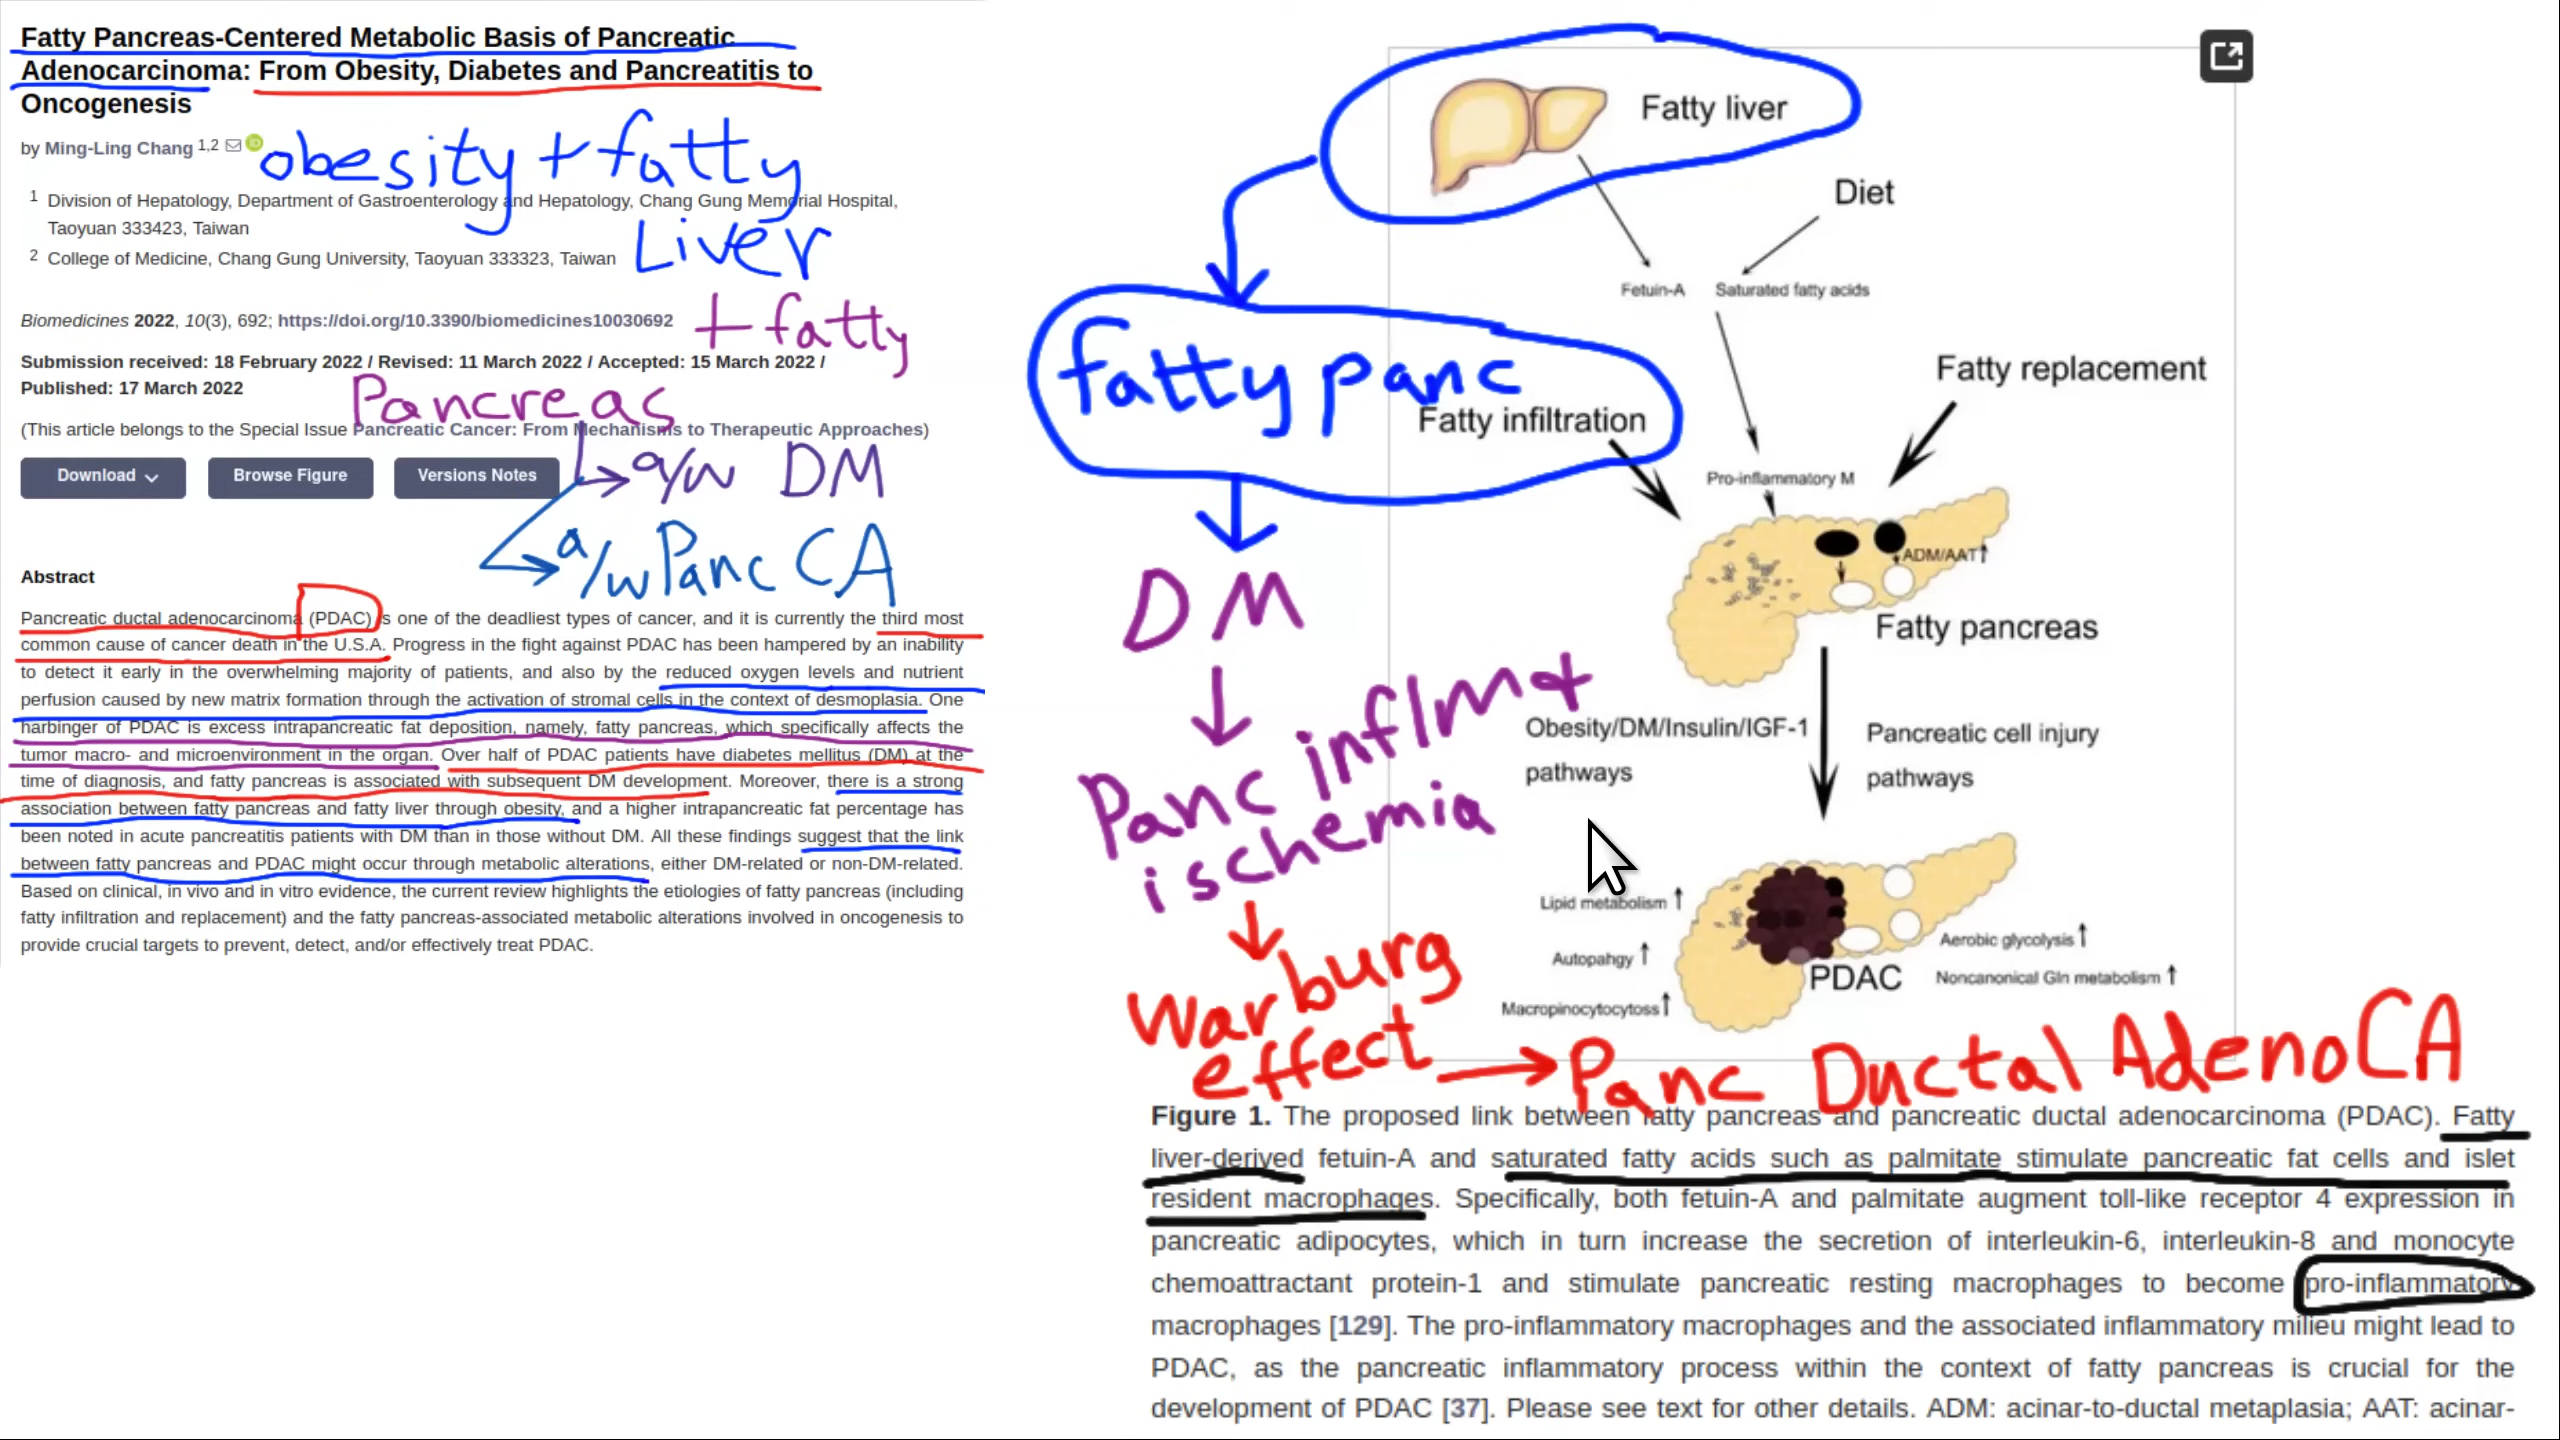 Fatty Pancreas-Centered Metabolic Basis of Pancreatic
Adenocarcinoma: From Obesity, Diabetes and Pancreatitis to
Oncogenesis
by Ming-Ling Chang 1,2
obesity + fatty
Liver
1 Division of Hepatology, Department of Gastroenterology and Hepatology, Chang Gung Memorial Hospital,
Taoyuan 333423, Taiwan
2 College of Medicine, Chang Gung University, Taoyuan 333323, Taiwan
Biomedicines 2022, 10(3), 692; https://doi.org/10.3390/biomedicines10030692
+ fatty
Pancreas
Submission received: 18 February 2022 / Revised: 11 March 2022 / Accepted: 15 March 2022 /
Published: 17 March 2022
(This article belongs to the Special Issue Pancreatic Cancer: From Mechanisms to Therapeutic Approaches)
a/w DM
a/w Panc CA
Download
Browse Figure
Versions Notes
Abstract
Pancreatic ductal adenocarcinoma (PDAC) is one of the deadliest types of cancer, and it is currently the third most
common cause of cancer death in the U.S.A. Progress in the fight against PDAC has been hampered by an inability
to detect it early in the overwhelming majority of patients, and also by the reduced oxygen levels and nutrient
perfusion caused by new matrix formation through the activation of stromal cells in the context of desmoplasia. One
harbinger of PDAC is excess intrapancreatic fat deposition, namely, fatty pancreas, which specifically affects the
tumor macro- and microenvironment in the organ. Over half of PDAC patients have diabetes mellitus (DM) at the
time of diagnosis, and fatty pancreas is associated with subsequent DM development. Moreover, there is a strong
association between fatty pancreas and fatty liver through obesity, and a higher intrapancreatic fat percentage has
been noted in acute pancreatitis patients with DM than in those without DM. All these findings suggest that the link
between fatty pancreas and PDAC might occur through metabolic alterations, either DM-related or non-DM-related.
Based on clinical, in vivo and in vitro evidence, the current review highlights the etiologies of fatty pancreas (including
fatty infiltration and replacement) and the fatty pancreas-associated metabolic alterations involved in oncogenesis to
provide crucial targets to prevent, detect, and/or effectively treat PDAC.
Fatty liver
Diet
Fetuin-A
Saturated fatty acids
fatty panc
Fatty infiltration
Fatty replacement
Pro-inflammatory M
ADM/AAT↑
Fatty pancreas
DM
Panc inflm +
ischemia
Obesity/DM/Insulin/IGF-1
pathways
Pancreatic cell injury
pathways
Lipid metabolism ↑
Autopahgy ↑
Macropinocytocytoss↑
PDAC
Aerobic glycolysis↑
Noncanonical Gln metabolism ↑
Warburg
effect → Panc Ductal AdenoCA
Figure 1. The proposed link between fatty pancreas and pancreatic ductal adenocarcinoma (PDAC). Fatty
liver-derived fetuin-A and saturated fatty acids such as palmitate stimulate pancreatic fat cells and islet
resident macrophages. Specifically, both fetuin-A and palmitate augment toll-like receptor 4 expression in
pancreatic adipocytes, which in turn increase the secretion of interleukin-6, interleukin-8 and monocyte
chemoattractant protein-1 and stimulate pancreatic resting macrophages to become pro-inflammatory
macrophages [129]. The pro-inflammatory macrophages and the associated inflammatory milieu might lead to
PDAC, as the pancreatic inflammatory process within the context of fatty pancreas is crucial for the
development of PDAC [37]. Please see text for other details. ADM: acinar-to-ductal metaplasia; AAT: acinar-